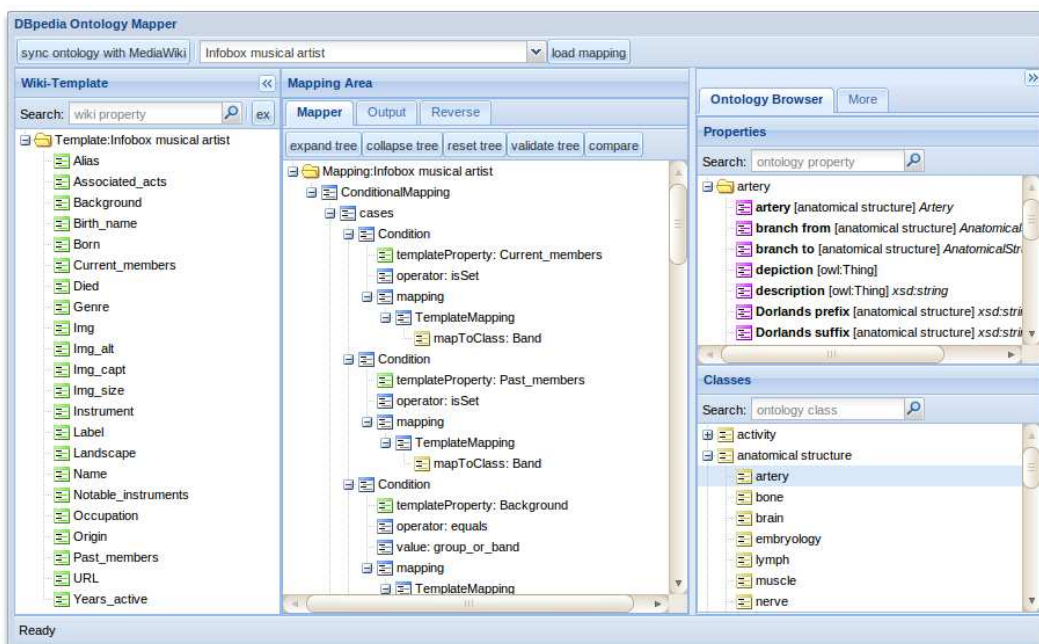 DBpedia Ontology Mapper
sync ontology with MediaWiki Infobox musical artist load mapping
Wiki-Template
Search: wiki property ex
Template:Infobox musical artist
Alias
Associated_acts
Background
Birth_name
Born
Current_members
Died
Genre
Img
Img_alt
Img_capt
Img_size
Instrument
Label
Landscape
Name
Notable_instruments
Occupation
Origin
Past_members
URL
Years_active
Mapping Area
Mapper Output Reverse
expand tree collapse tree reset tree validate tree compare
Mapping:Infobox musical artist
ConditionalMapping
cases
Condition
templateProperty: Current_members
operator: isSet
mapping
TemplateMapping
mapToClass: Band
Condition
templateProperty: Past_members
operator: isSet
mapping
TemplateMapping
mapToClass: Band
Condition
templateProperty: Background
operator: equals
value: group_or_band
mapping
TemplateMapping
Ontology Browser More
Properties
Search: ontology property
artery
artery [anatomical structure] Artery
branch from [anatomical structure] Anatomical
branch to [anatomical structure] AnatomicalStr
depiction [owl:Thing]
description [owl:Thing] xsd:string
Dorlands prefix [anatomical structure] xsd:stri
Dorlands suffix [anatomical structure] xsd:stri
Classes
Search: ontology class
activity
anatomical structure
artery
bone
brain
embryology
lymph
muscle
nerve
Ready